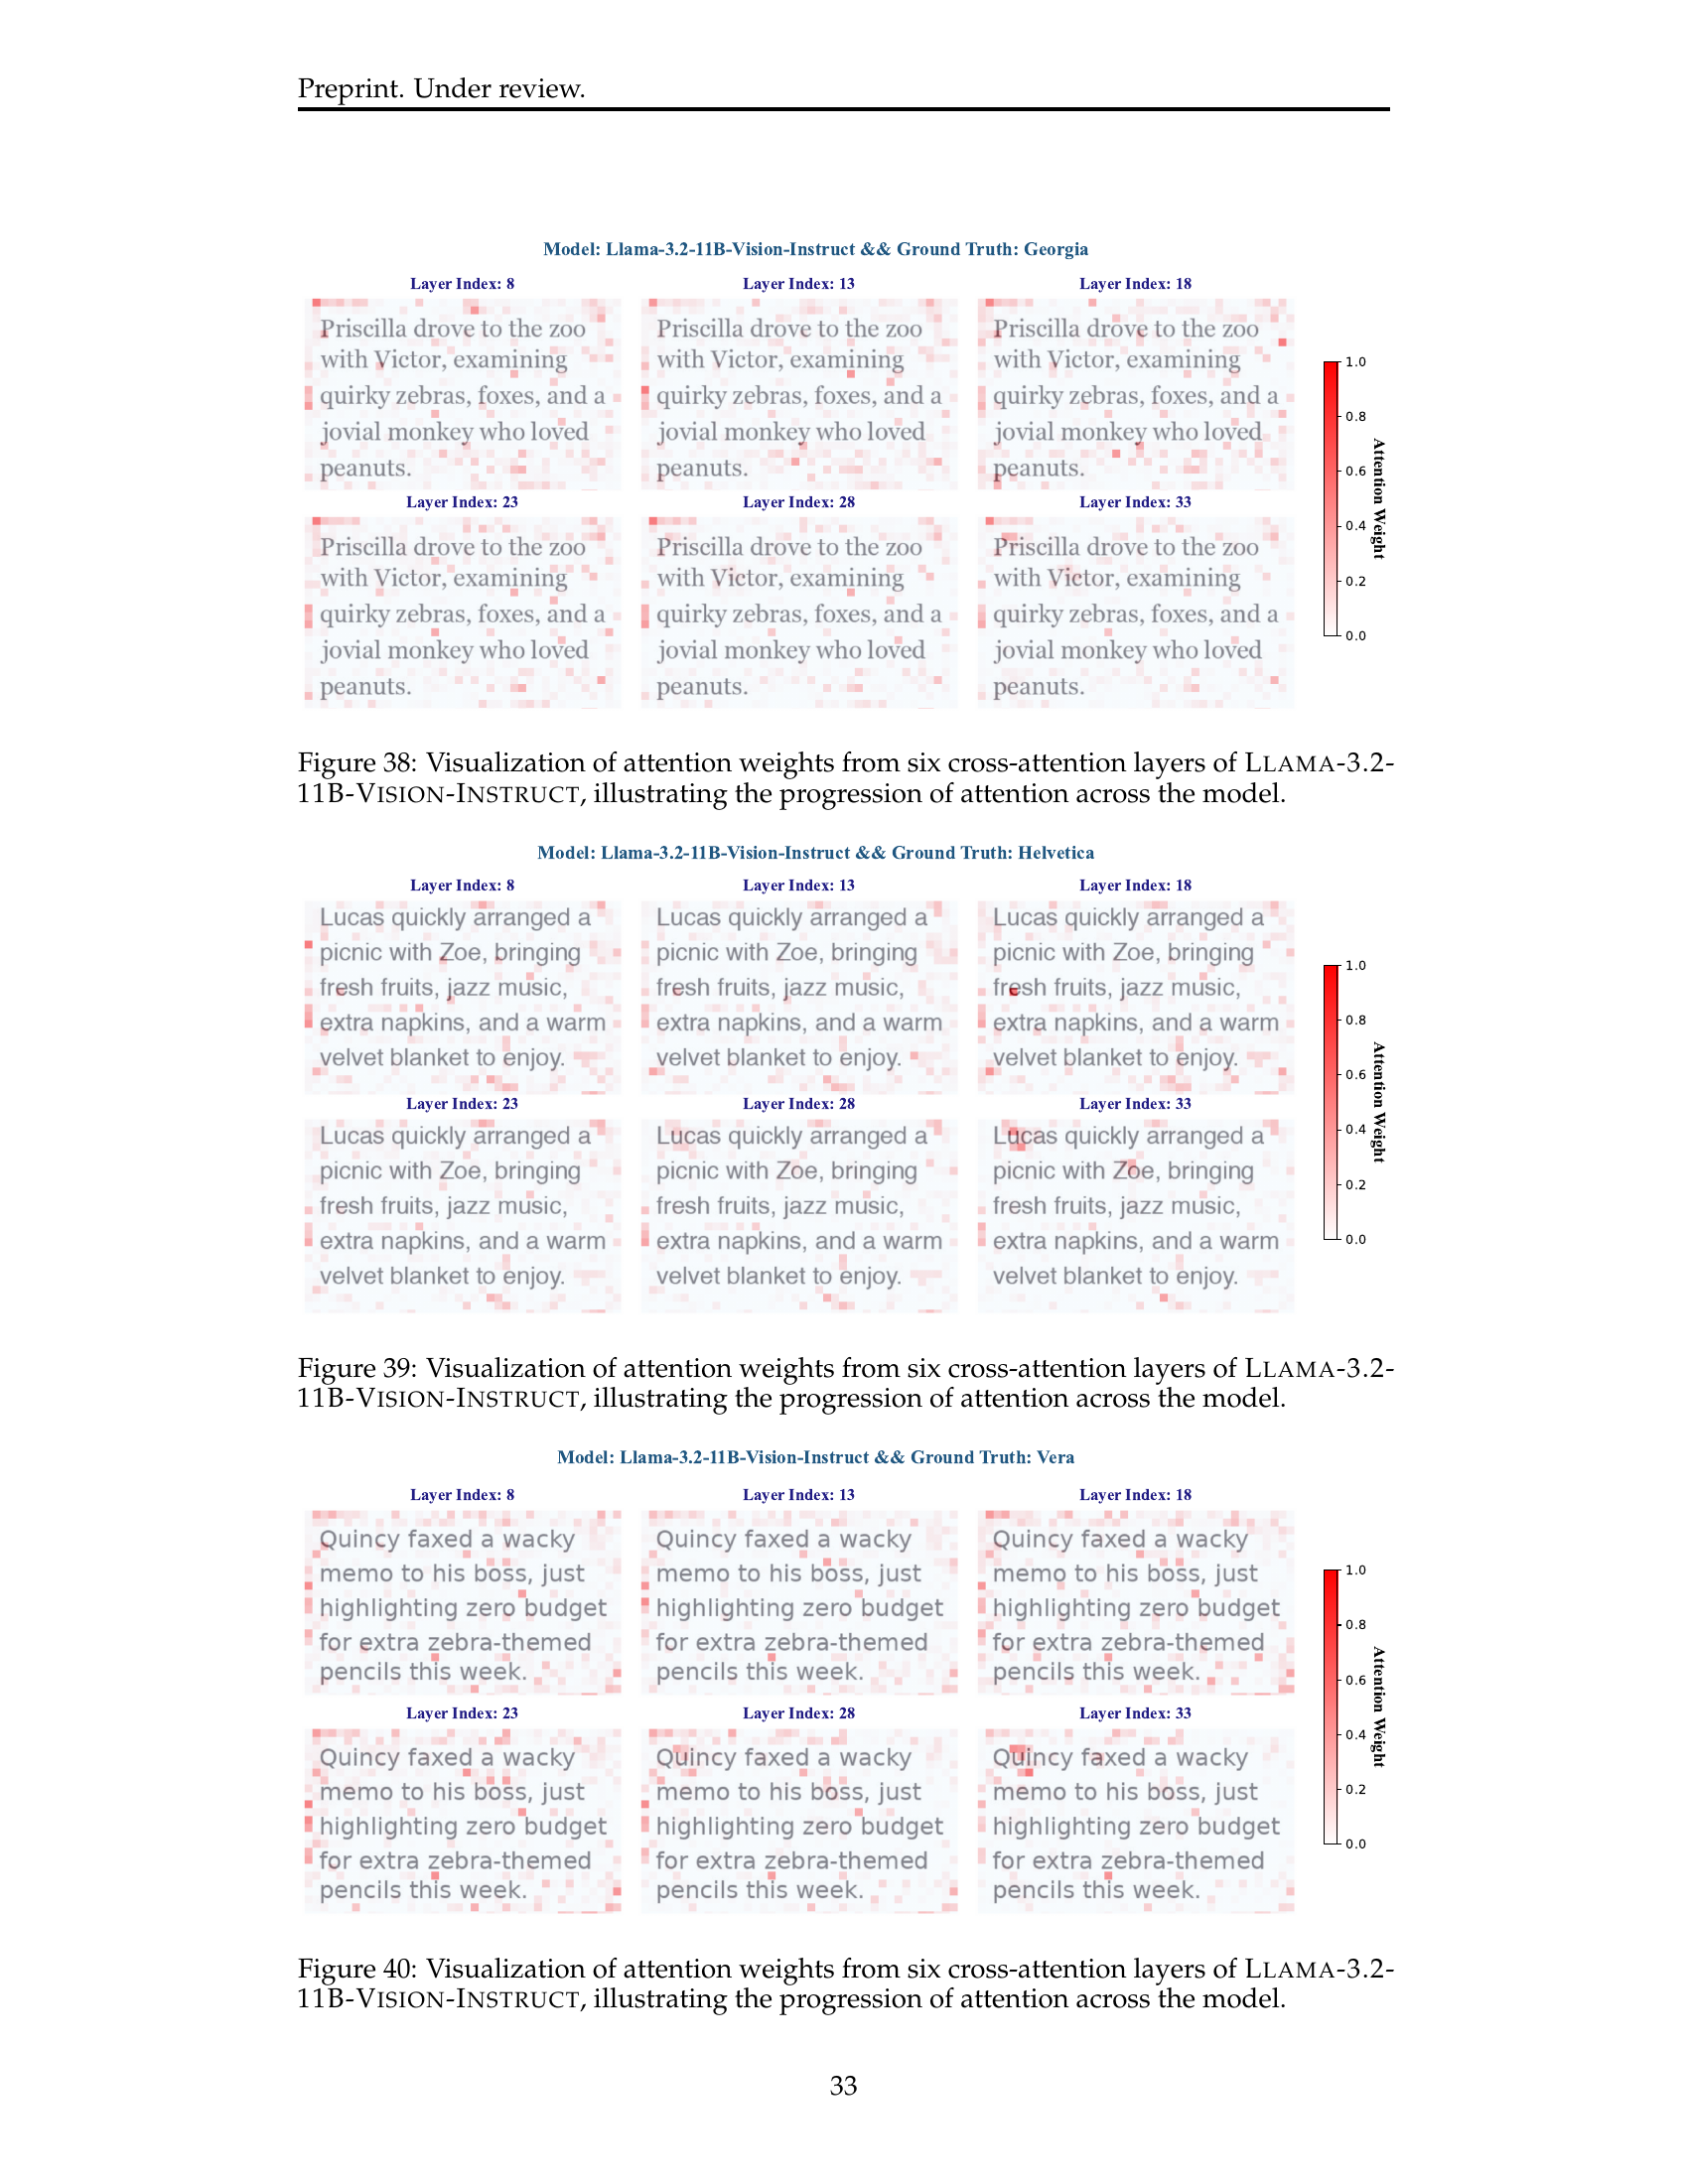 Preprint. Under review.
Model: Llama-3.2-11B-Vision-Instruct && Ground Truth: Georgia
Layer Index: 8
Layer Index: 13
Layer Index: 18
Priscilla drove to the zoo
with Victor, examining
quirky zebras, foxes, and a
jovial monkey who loved
peanuts.
Priscilla drove to the zoo
with Victor, examining
quirky zebras, foxes, and a
jovial monkey who loved
peanuts.
Priscilla drove to the zoo
with Victor, examining
quirky zebras, foxes, and a
jovial monkey who loved
peanuts.
Layer Index: 23
Layer Index: 28
Layer Index: 33
Priscilla drove to the zoo
with Victor, examining
quirky zebras, foxes, and a
jovial monkey who loved
peanuts.
Priscilla drove to the zoo
with Victor, examining
quirky zebras, foxes, and a
jovial monkey who loved
peanuts.
Priscilla drove to the zoo
with Victor, examining
quirky zebras, foxes, and a
jovial monkey who loved
peanuts.
1.0
0.8
0.6
0.4
0.2
0.0
Attention Weight
Figure 38: Visualization of attention weights from six cross-attention layers of LLAMA-3.2-
11B-VISION-INSTRUCT, illustrating the progression of attention across the model.
Model: Llama-3.2-11B-Vision-Instruct && Ground Truth: Helvetica
Layer Index: 8
Layer Index: 13
Layer Index: 18
Lucas quickly arranged a
picnic with Zoe, bringing
fresh fruits, jazz music,
extra napkins, and a warm
velvet blanket to enjoy.
Lucas quickly arranged a
picnic with Zoe, bringing
fresh fruits, jazz music,
extra napkins, and a warm
velvet blanket to enjoy.
Lucas quickly arranged a
picnic with Zoe, bringing
fresh fruits, jazz music,
extra napkins, and a warm
velvet blanket to enjoy.
Layer Index: 23
Layer Index: 28
Layer Index: 33
Lucas quickly arranged a
picnic with Zoe, bringing
fresh fruits, jazz music,
extra napkins, and a warm
velvet blanket to enjoy.
Lucas quickly arranged a
picnic with Zoe, bringing
fresh fruits, jazz music,
extra napkins, and a warm
velvet blanket to enjoy.
Lucas quickly arranged a
picnic with Zoe, bringing
fresh fruits, jazz music,
extra napkins, and a warm
velvet blanket to enjoy.
1.0
0.8
0.6
0.4
0.2
0.0
Attention Weight
Figure 39: Visualization of attention weights from six cross-attention layers of LLAMA-3.2-
11B-VISION-INSTRUCT, illustrating the progression of attention across the model.
Model: Llama-3.2-11B-Vision-Instruct && Ground Truth: Vera
Layer Index: 8
Layer Index: 13
Layer Index: 18
Quincy faxed a wacky
memo to his boss, just
highlighting zero budget
for extra zebra-themed
pencils this week.
Quincy faxed a wacky
memo to his boss, just
highlighting zero budget
for extra zebra-themed
pencils this week.
Quincy faxed a wacky
memo to his boss, just
highlighting zero budget
for extra zebra-themed
pencils this week.
Layer Index: 23
Layer Index: 28
Layer Index: 33
Quincy faxed a wacky
memo to his boss, just
highlighting zero budget
for extra zebra-themed
pencils this week.
Quincy faxed a wacky
memo to his boss, just
highlighting zero budget
for extra zebra-themed
pencils this week.
Quincy faxed a wacky
memo to his boss, just
highlighting zero budget
for extra zebra-themed
pencils this week.
1.0
0.8
0.6
0.4
0.2
0.0
Attention Weight
Figure 40: Visualization of attention weights from six cross-attention layers of LLAMA-3.2-
11B-VISION-INSTRUCT, illustrating the progression of attention across the model.
33